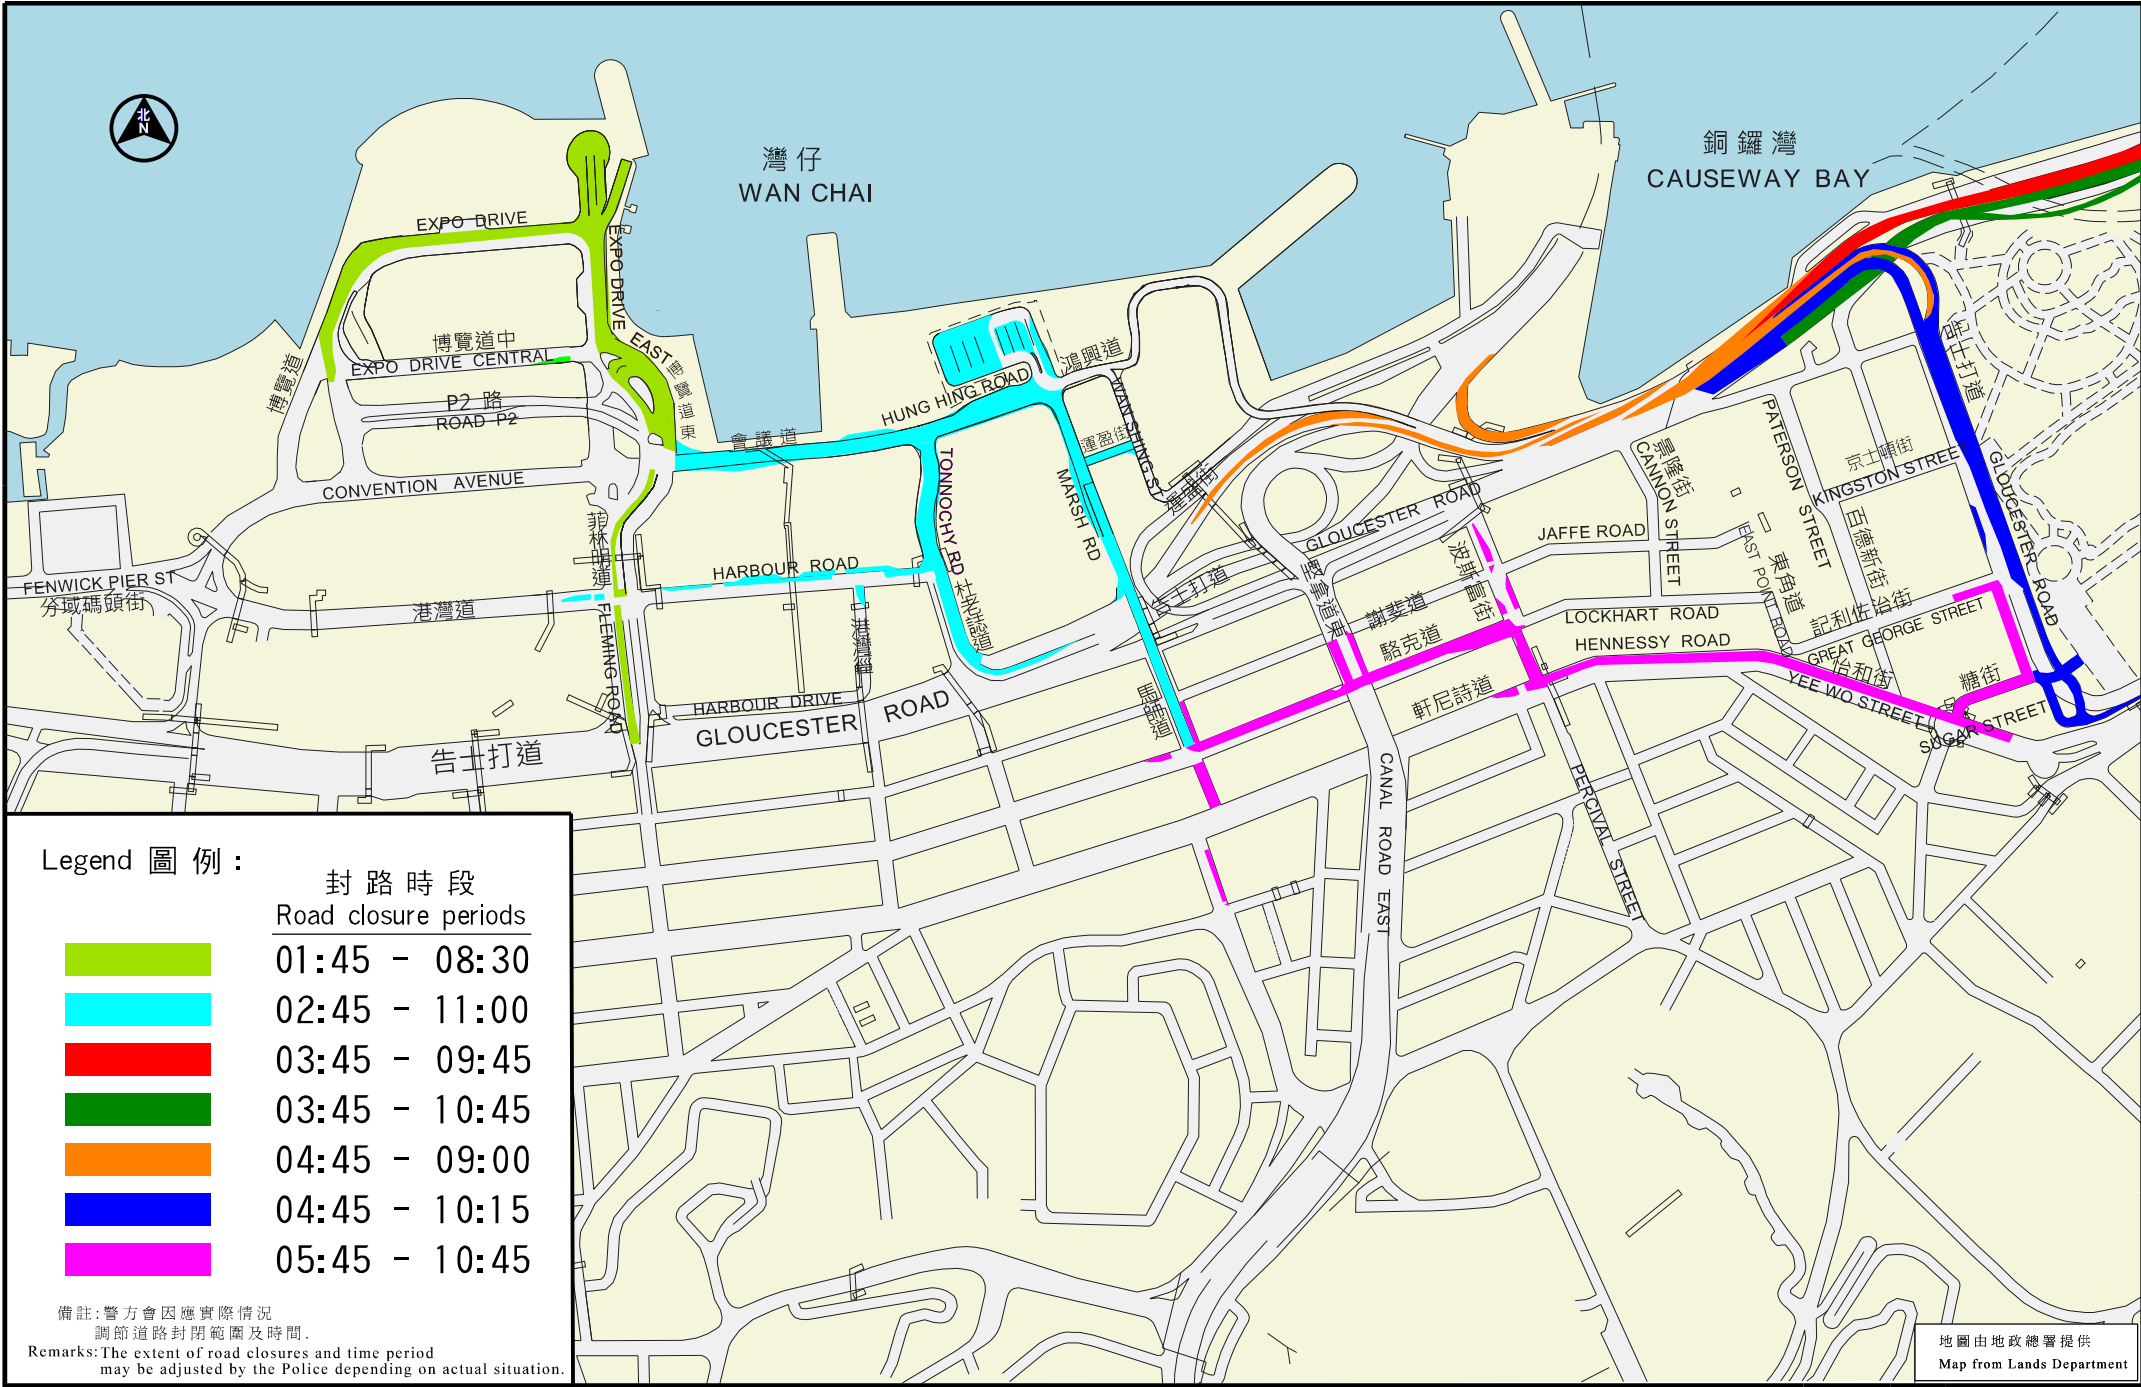 北
N
灣仔
WAN CHAI
銅鑼灣
CAUSEWAY BAY
EXPO DRIVE
EXPO DRIVE EAST
博覽道東
博覽道
博覽道中
EXPO DRIVE CENTRAL
P2 路
ROAD P2
會議道
CONVENTION AVENUE
HUNG HING ROAD
鴻興道
WAN SHING ST
運盛街
運盈街
MARSH RD
馬師道
TONNOCHY RD
杜老誌道
菲林明道
FLEMING ROAD
HARBOUR ROAD
港灣道
港灣徑
FENWICK PIER ST
分域碼頭街
HARBOUR DRIVE
GLOUCESTER ROAD
告士打道
告士打道
GLOUCESTER ROAD
堅拿道東
CANAL ROAD EAST
謝斐道
駱克道
軒尼詩道
波斯富街
PERCIVAL STREET
JAFFE ROAD
LOCKHART ROAD
HENNESSY ROAD
景隆街
CANNON STREET
EAST POINT ROAD
東角道
PATERSON STREET
百德新街
京士頓街
KINGSTON STREET
告士打道
GLOUCESTER ROAD
記利佐治街
GREAT GEORGE STREET
怡和街
YEE WO STREET
糖街
SUGAR STREET
Legend 圖例:
封路時段
Road closure periods
01:45 - 08:30
02:45 - 11:00
03:45 - 09:45
03:45 - 10:45
04:45 - 09:00
04:45 - 10:15
05:45 - 10:45
備註:警方會因應實際情況
調節道路封閉範圍及時間.
Remarks:The extent of road closures and time period
may be adjusted by the Police depending on actual situation.
地圖由地政總署提供
Map from Lands Department